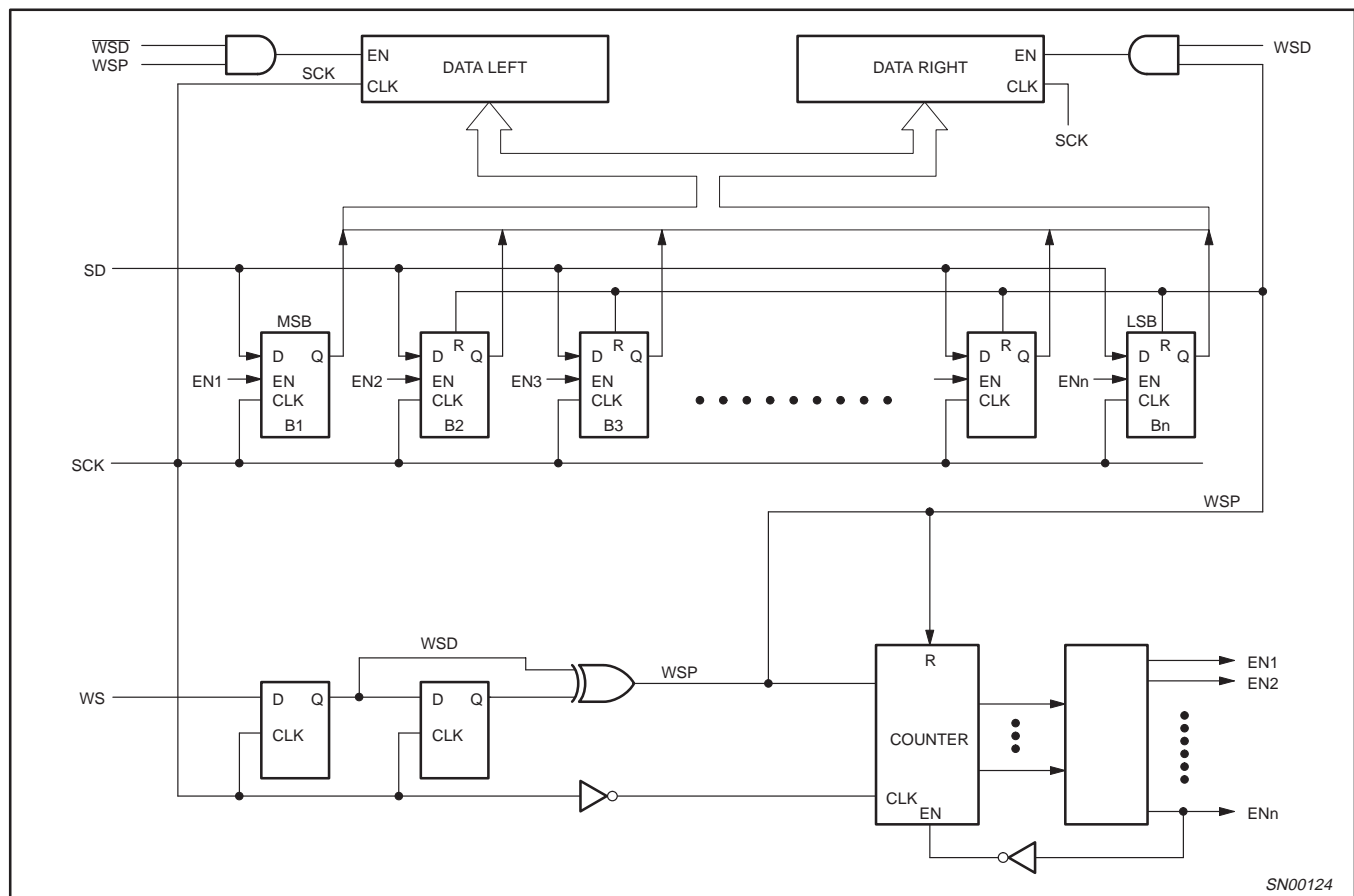 WSD
WSP
SCK
EN
CLK
DATA LEFT
DATA RIGHT
EN
CLK
SCK
WSD
SD
MSB
D Q
EN1
EN
CLK
B1
R
D Q
EN2
EN
CLK
B2
R
D Q
EN3
EN
CLK
B3
R
D Q
EN
CLK
LSB
R
D Q
ENn
EN
CLK
Bn
SCK
WSP
WSD
WSP
WS
D Q
CLK
D Q
CLK
R
COUNTER
CLK
EN
EN1
EN2
ENn
SN00124